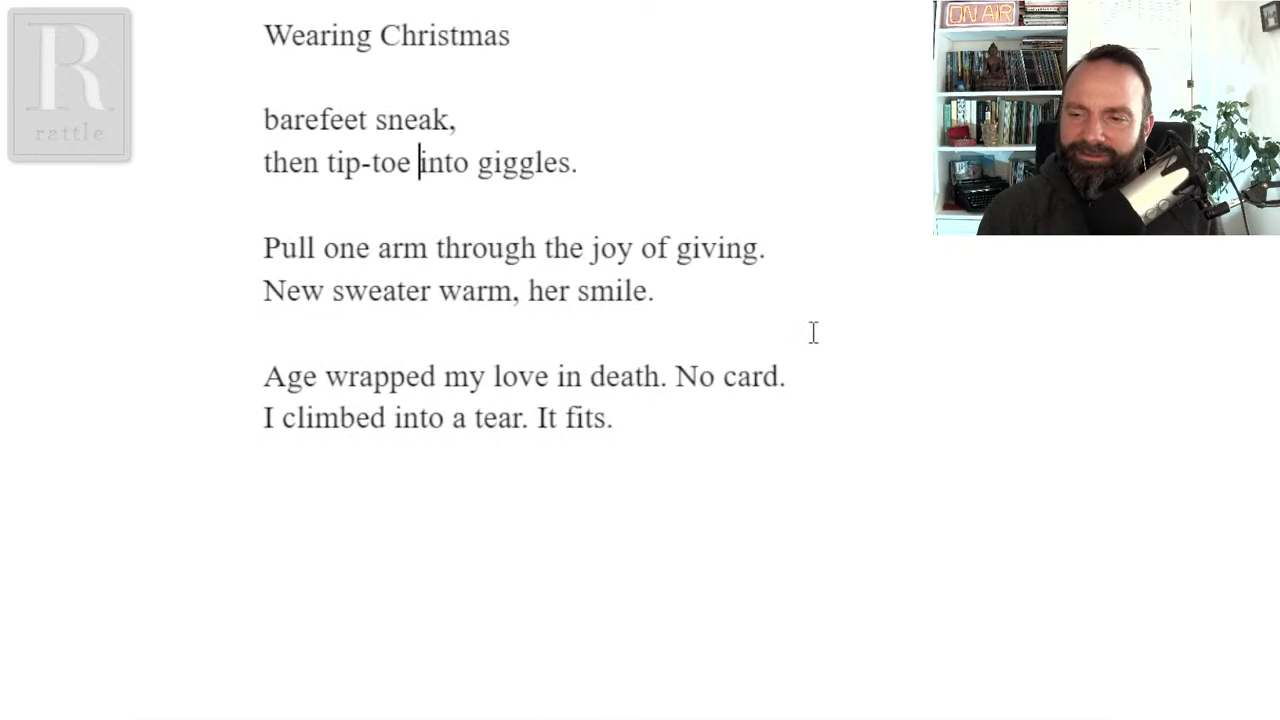 R
rattle
Wearing Christmas
barefeet sneak,
then tip-toe into giggles.
Pull one arm through the joy of giving.
New sweater warm, her smile.
Age wrapped my love in death. No card.
I climbed into a tear. It fits.
ON AIR